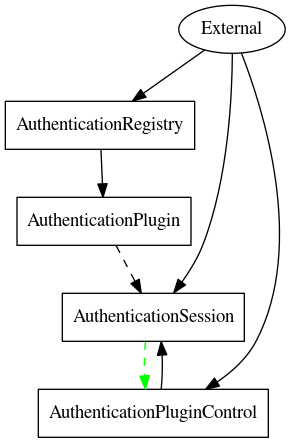 External
AuthenticationRegistry
AuthenticationPlugin
AuthenticationSession
AuthenticationPluginControl